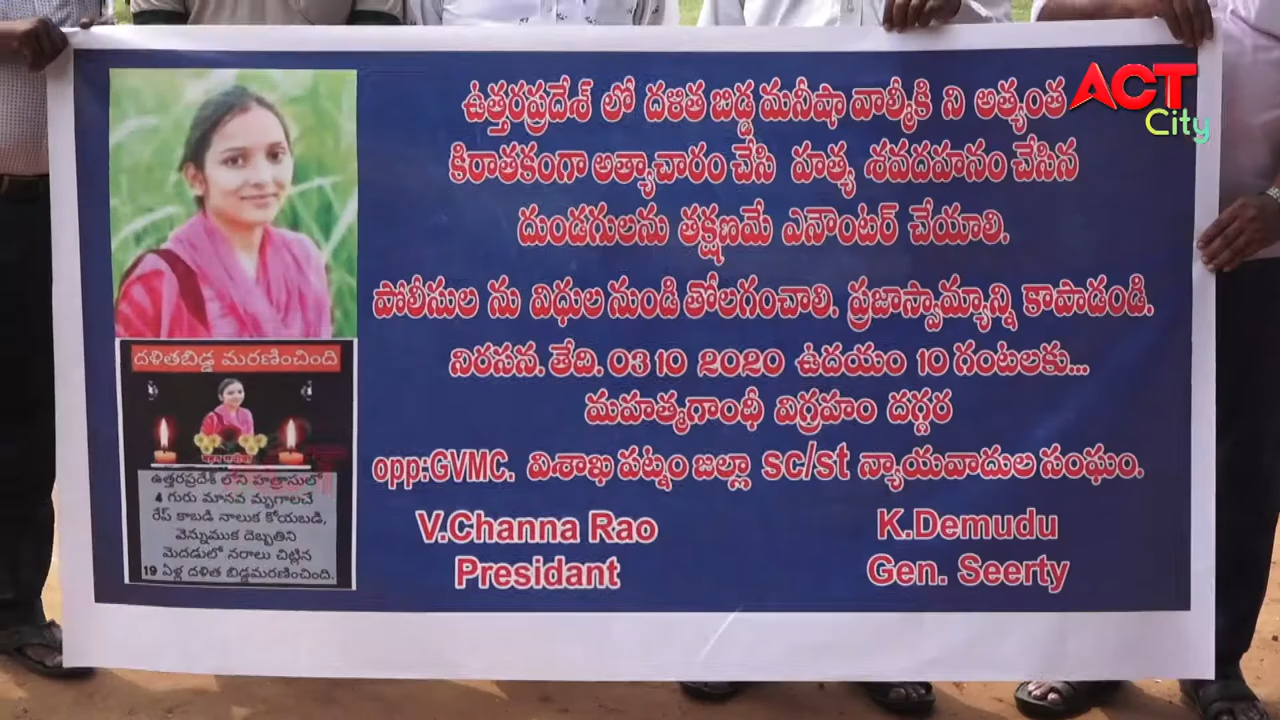 ACT
City
ఉత్తరప్రదేశ్ లో దళిత బిడ్డ మనీషా వాల్మీకి ని అత్యంత
కిరాతకంగా అత్యాచారం చేసి హత్య శవదహనం చేసిన
దుండగులను తక్షణమే ఎన్కౌంటర్ చేయాలి.
పోలీసుల ను విధుల నుండి తోలగంచాలి. ప్రజాస్వామ్యాన్ని కాపాడండి.
నిరసన. తేది. 03 10 2020 ఉదయం 10 గంటలకు...
మహత్మగాంధీ విగ్రహం దగ్గర
opp:GVMC. విశాఖ పట్నం జిల్లా sc/st న్యాయవాదుల సంఘం.
V.Channa Rao
Presidant
K.Demudu
Gen. Seerty
దళితబిడ్డ మరణించింది
ఉత్తరప్రదేశ్ లోని హత్రాసులో
4 గురు మానవ మృగాలచే
రేప్ కాబడి నాలుక కోయబడి,
వెన్నుముక దెబ్బతిని
మెదడులో నరాలు చిట్లిన
19 ఏళ్ల దళిత బిడ్డమరణించింది.